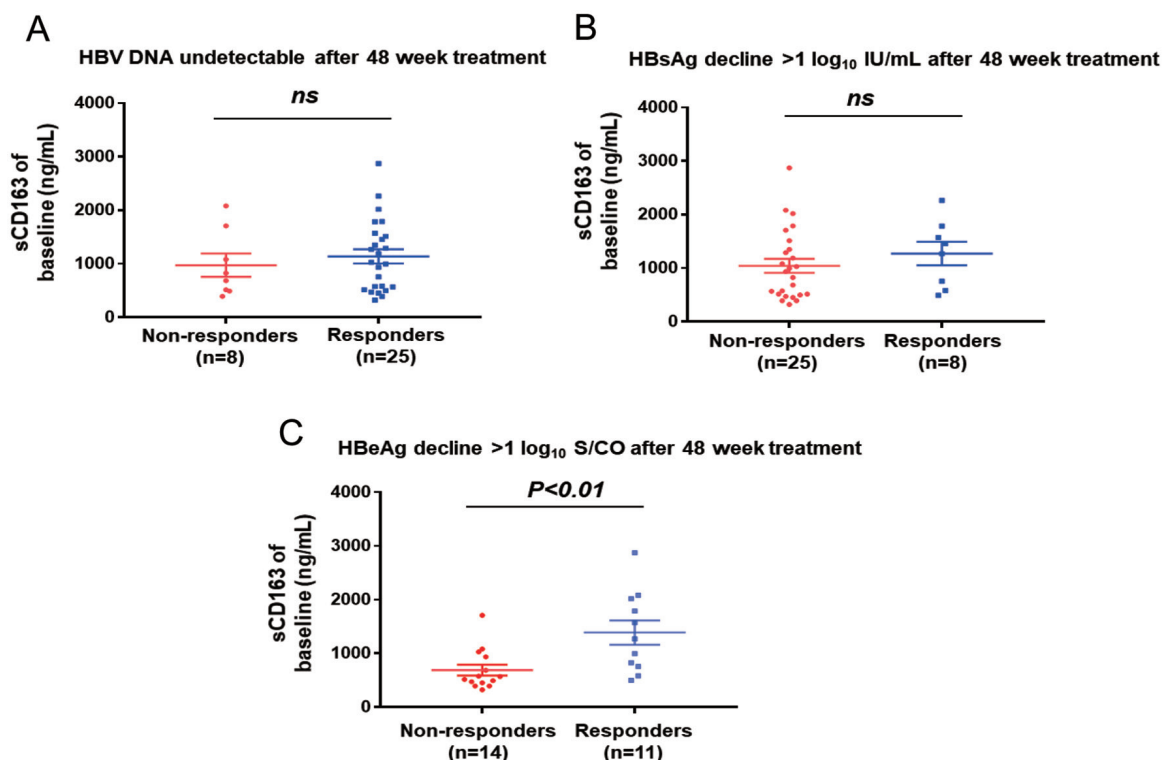 A
HBV DNA undetectable after 48 week treatment
ns
sCD163 of
baseline (ng/mL)
4000
3000
2000
1000
0
Non-responders
(n=8)
Responders
(n=25)
B
HBsAg decline >1 log₁₀ IU/mL after 48 week treatment
ns
sCD163 of
baseline (ng/mL)
4000
3000
2000
1000
0
Non-responders
(n=25)
Responders
(n=8)
C
HBeAg decline >1 log₁₀ S/CO after 48 week treatment
P<0.01
sCD163 of
baseline (ng/mL)
4000
3000
2000
1000
0
Non-responders
(n=14)
Responders
(n=11)